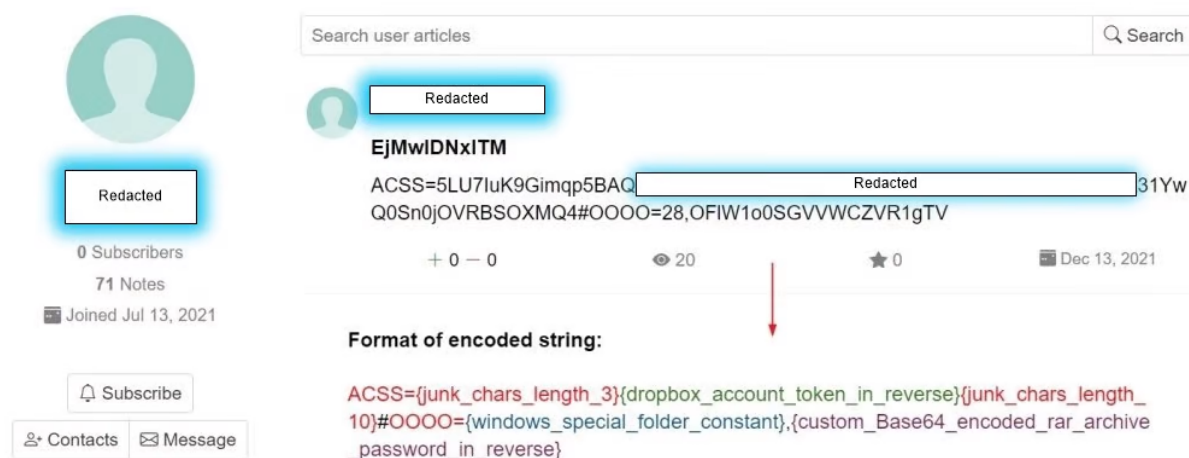 Search user articles
Search
Redacted
EjMwIDNxITM
ACSS=5LU7IuK9Gimqp5BAQ Redacted 31Yw
Q0Sn0jOVRBSOXMQ4#OOOO=28,OFlW1o0SGVVWCZVR1gTV
Redacted
0 Subscribers
71 Notes
Joined Jul 13, 2021
+ 0 — 0
20
0
Dec 13, 2021
Subscribe
Contacts
Message
Format of encoded string:
ACSS={junk_chars_length_3}{dropbox_account_token_in_reverse}{junk_chars_length_
10}#OOOO={windows_special_folder_constant},{custom_Base64_encoded_rar_archive
_password_in_reverse}